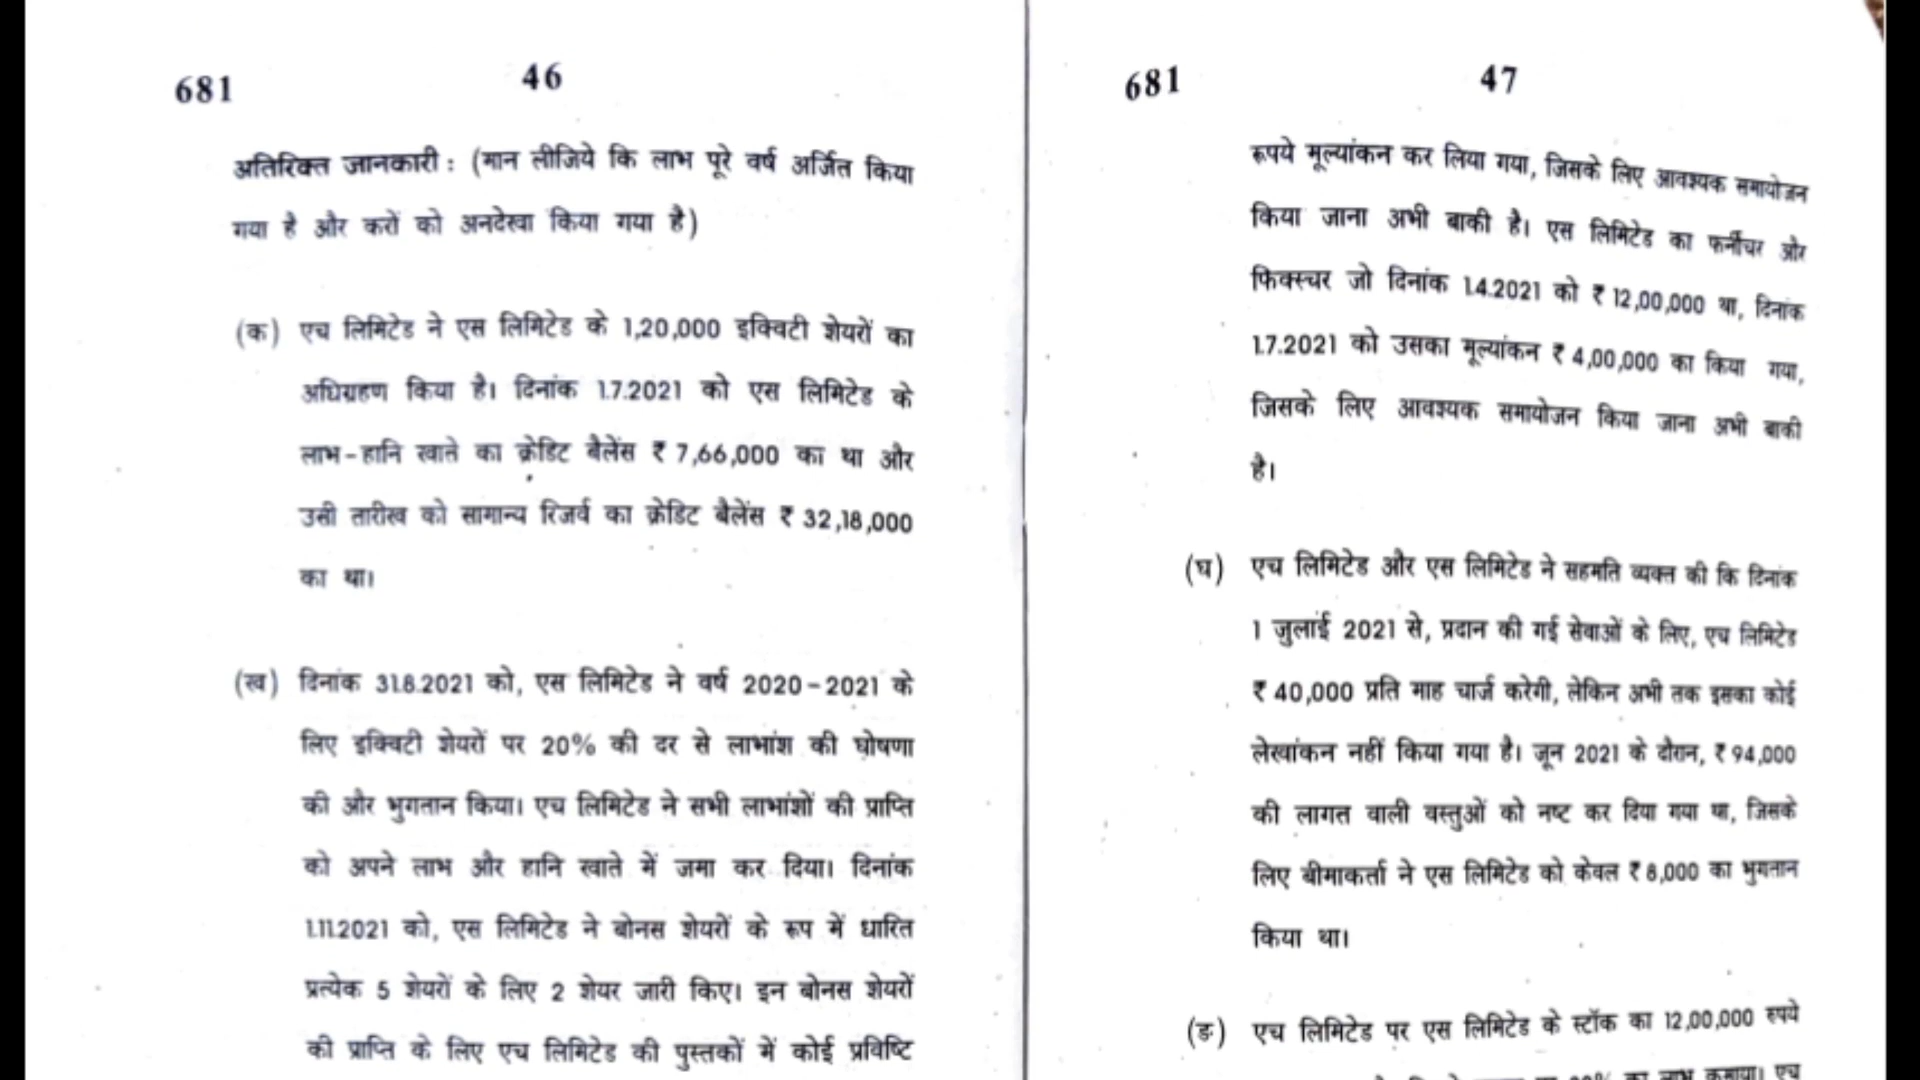 681
46
अतिरिक्त जानकारी : (मान लीजिये कि लाभ पूरे वर्ष अर्जित किया
गया है और करों को अनदेखा किया गया है)
(क) एच लिमिटेड ने एस लिमिटेड के 1,20,000 इक्विटी शेयरों का
अधिग्रहण किया है। दिनांक 1.7.2021 को एस लिमिटेड के
लाभ-हानि खाते का क्रेडिट बैलेंस ₹ 7,66,000 का था और
उसी तारीख को सामान्य रिजर्व का क्रेडिट बैलेंस ₹ 32,18,000
का था।
(ख) दिनांक 31.8.2021 को, एस लिमिटेड ने वर्ष 2020-2021 के
लिए इक्विटी शेयरों पर 20% की दर से लाभांश की घोषणा
की और भुगतान किया। एच लिमिटेड ने सभी लाभांशों की प्राप्ति
को अपने लाभ और हानि खाते में जमा कर दिया। दिनांक
1.11.2021 को, एस लिमिटेड ने बोनस शेयरों के रूप में धारित
प्रत्येक 5 शेयरों के लिए 2 शेयर जारी किए। इन बोनस शेयरों
की प्राप्ति के लिए एच लिमिटेड की पुस्तकों में कोई प्रविष्टि
681
47
रूपये मूल्यांकन कर लिया गया, जिसके लिए आवश्यक समायोजन
किया जाना अभी बाकी है। एस लिमिटेड का फर्नीचर और
फिक्स्चर जो दिनांक 1.4.2021 को ₹ 12,00,000 था, दिनांक
1.7.2021 को उसका मूल्यांकन ₹ 4,00,000 का किया गया,
जिसके लिए आवश्यक समायोजन किया जाना अभी बाकी
है।
(घ) एच लिमिटेड और एस लिमिटेड ने सहमति व्यक्त की कि दिनांक
1 जुलाई 2021 से, प्रदान की गई सेवाओं के लिए, एच लिमिटेड
₹ 40,000 प्रति माह चार्ज करेगी, लेकिन अभी तक इसका कोई
लेखांकन नहीं किया गया है। जून 2021 के दौरान, ₹ 94,000
की लागत वाली वस्तुओं को नष्ट कर दिया गया था, जिसके
लिए बीमाकर्त्ता ने एस लिमिटेड को केवल ₹ 8,000 का भुगतान
किया था।
(ङ) एच लिमिटेड पर एस लिमिटेड के स्टॉक का 12,00,000 रुपये
का लाभ कमाया। एच